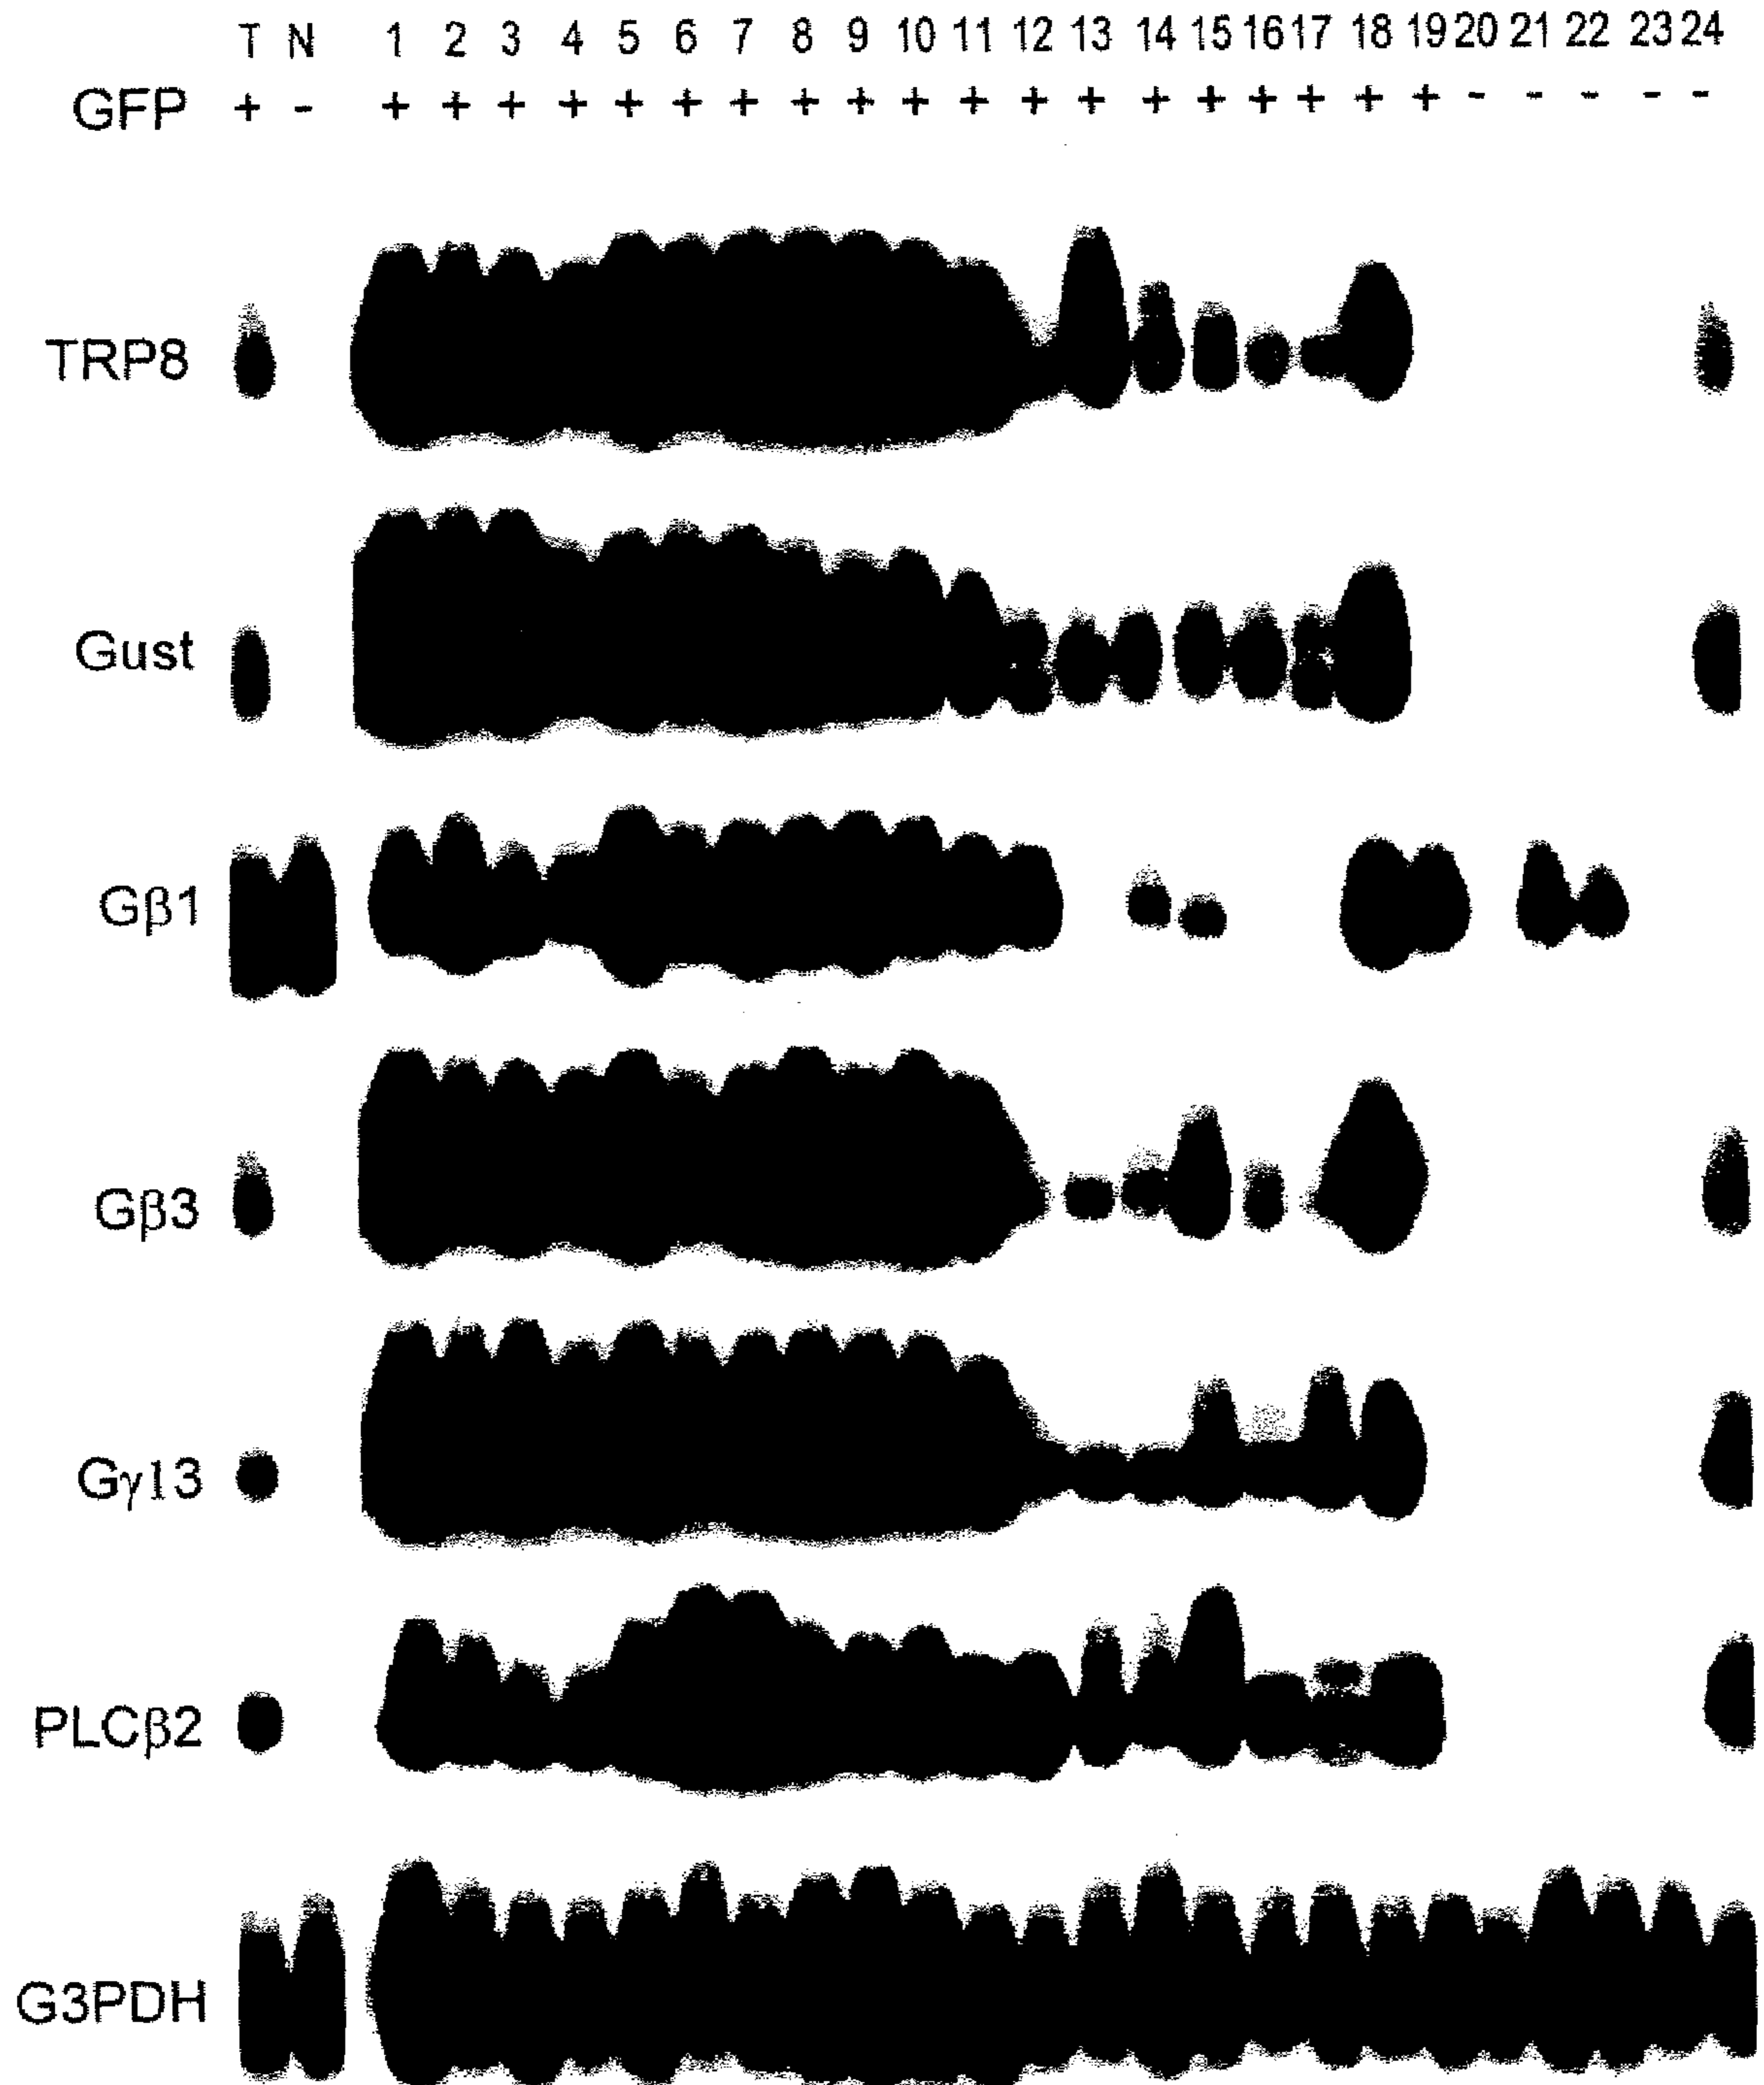 T N 1 2 3 4 5 6 7 8 9 10 11 12 13 14 15 16 17 18 19 20 21 22 23 24
GFP + - + + + + + + + + + + + + + + + + + + + - - - - -
TRP8
Gust
Gβ1
Gβ3
Gγ13
PLCβ2
G3PDH